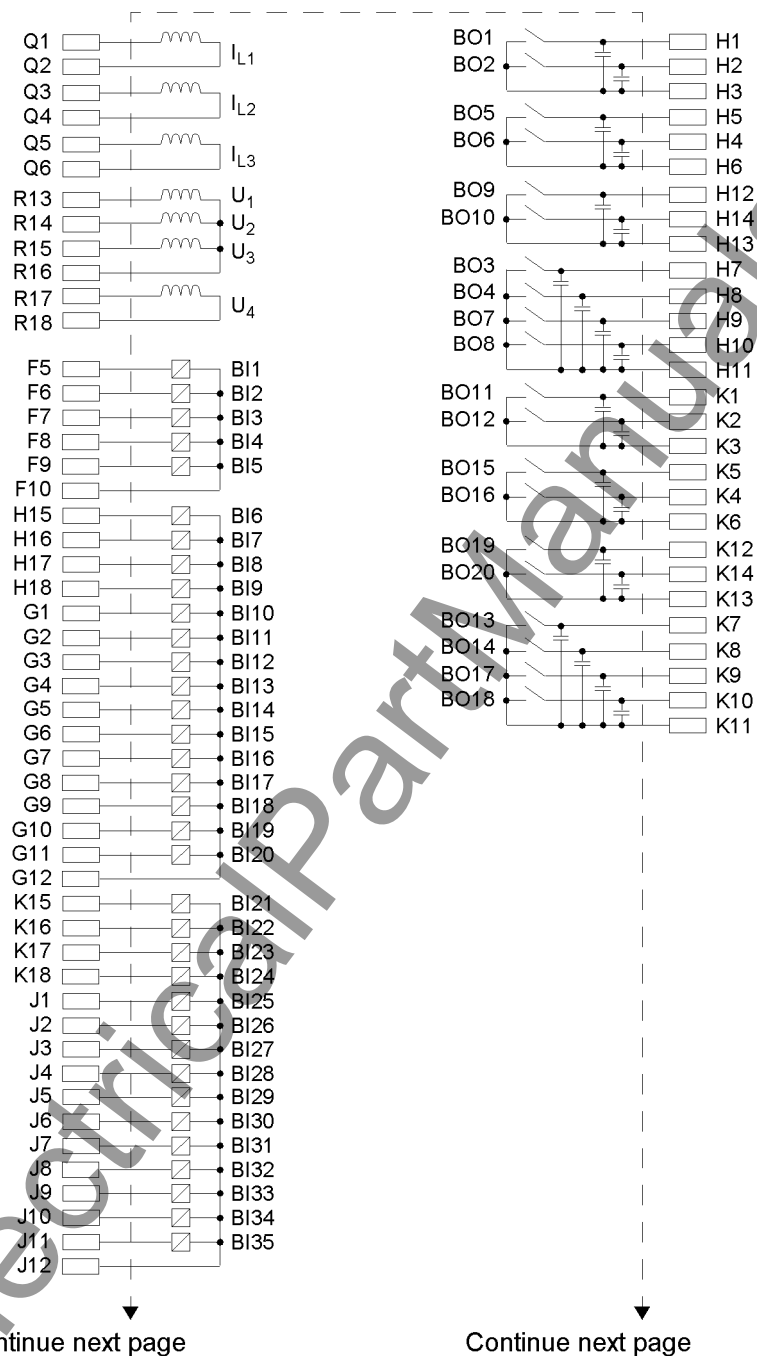 Q1
Q2
I_L1
Q3
Q4
I_L2
Q5
Q6
I_L3
R13 U1
R14 U2
R15 U3
R16
R17
R18
U4
F5 BI1
F6 BI2
F7 BI3
F8 BI4
F9 BI5
F10
H15 BI6
H16 BI7
H17 BI8
H18 BI9
G1 BI10
G2 BI11
G3 BI12
G4 BI13
G5 BI14
G6 BI15
G7 BI16
G8 BI17
G9 BI18
G10 BI19
G11 BI20
G12
K15 BI21
K16 BI22
K17 BI23
K18 BI24
J1 BI25
J2 BI26
J3 BI27
J4 BI28
J5 BI29
J6 BI30
J7 BI31
J8 BI32
J9 BI33
J10 BI34
J11 BI35
J12
ntinue next page
BO1 H1
BO2 H2
H3
BO5 H5
BO6 H4
H6
BO9 H12
BO10 H14
H13
BO3 H7
BO4 H8
BO7 H9
BO8 H10
H11
BO11 K1
BO12 K2
K3
BO15 K5
BO16 K4
K6
BO19 K12
BO20 K14
K13
BO13 K7
BO14 K8
BO17 K9
BO18 K10
K11
Continue next page
ectricalPartManuals